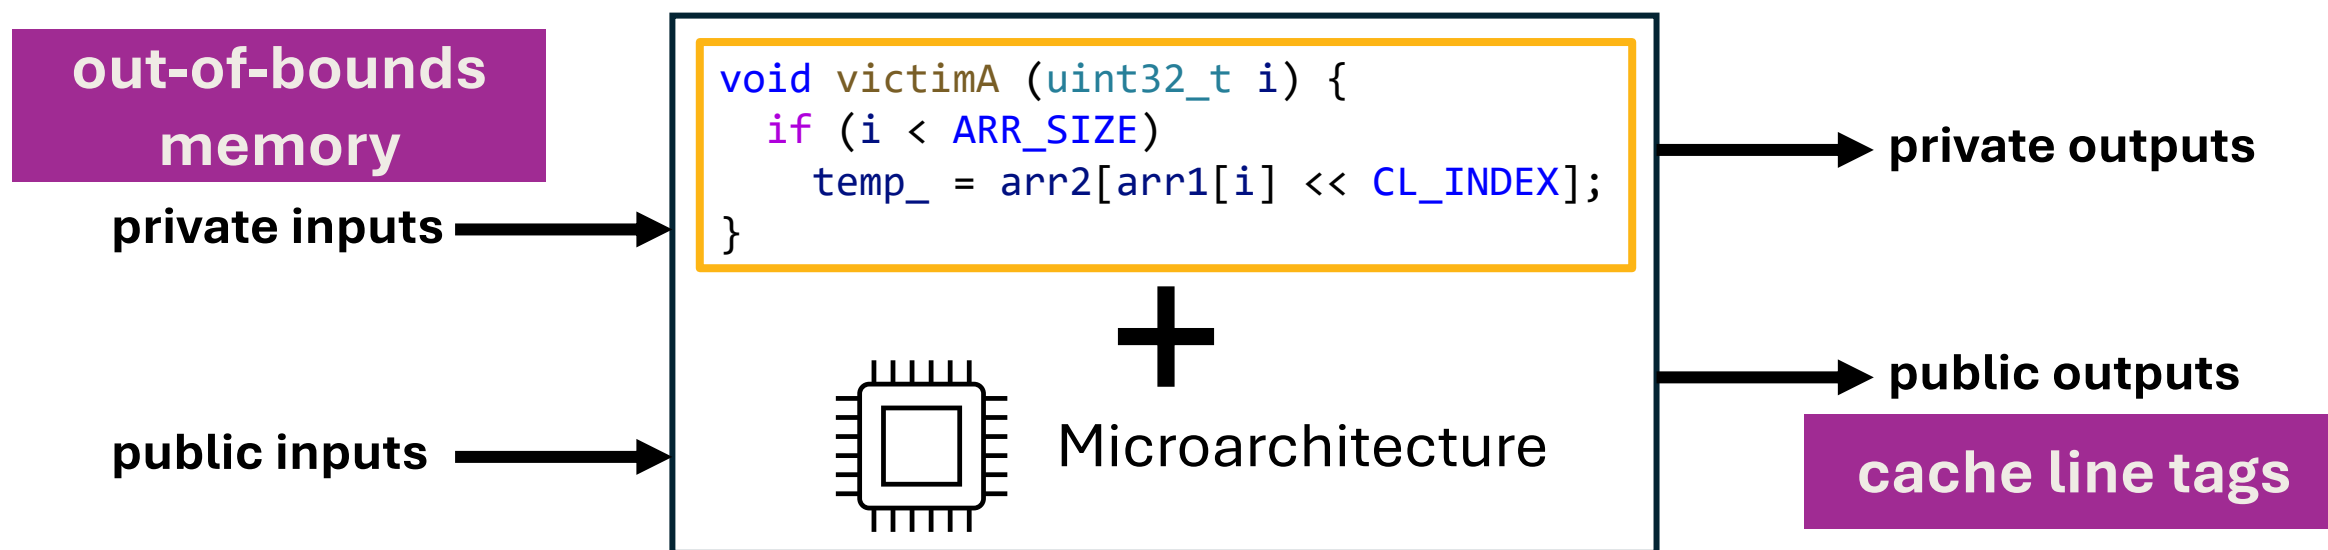 out-of-bounds
memory
private inputs
public inputs
void victimA (uint32_t i) {
  if (i < ARR_SIZE)
    temp_ = arr2[arr1[i] << CL_INDEX];
}
Microarchitecture
private outputs
public outputs
cache line tags